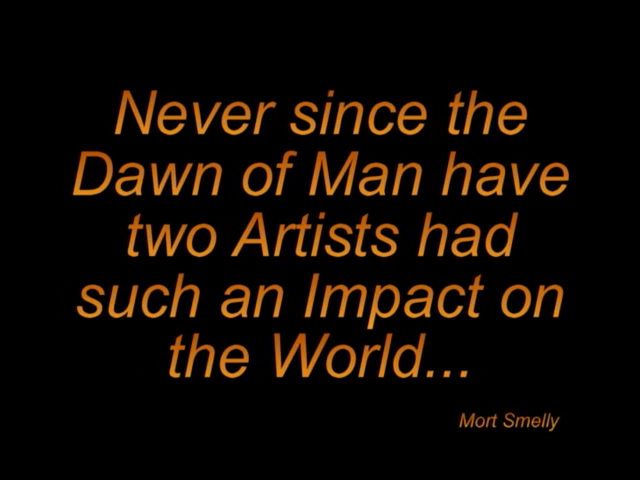 Never since the
Dawn of Man have
two Artists had
such an Impact on
the World...
Mort Smelly